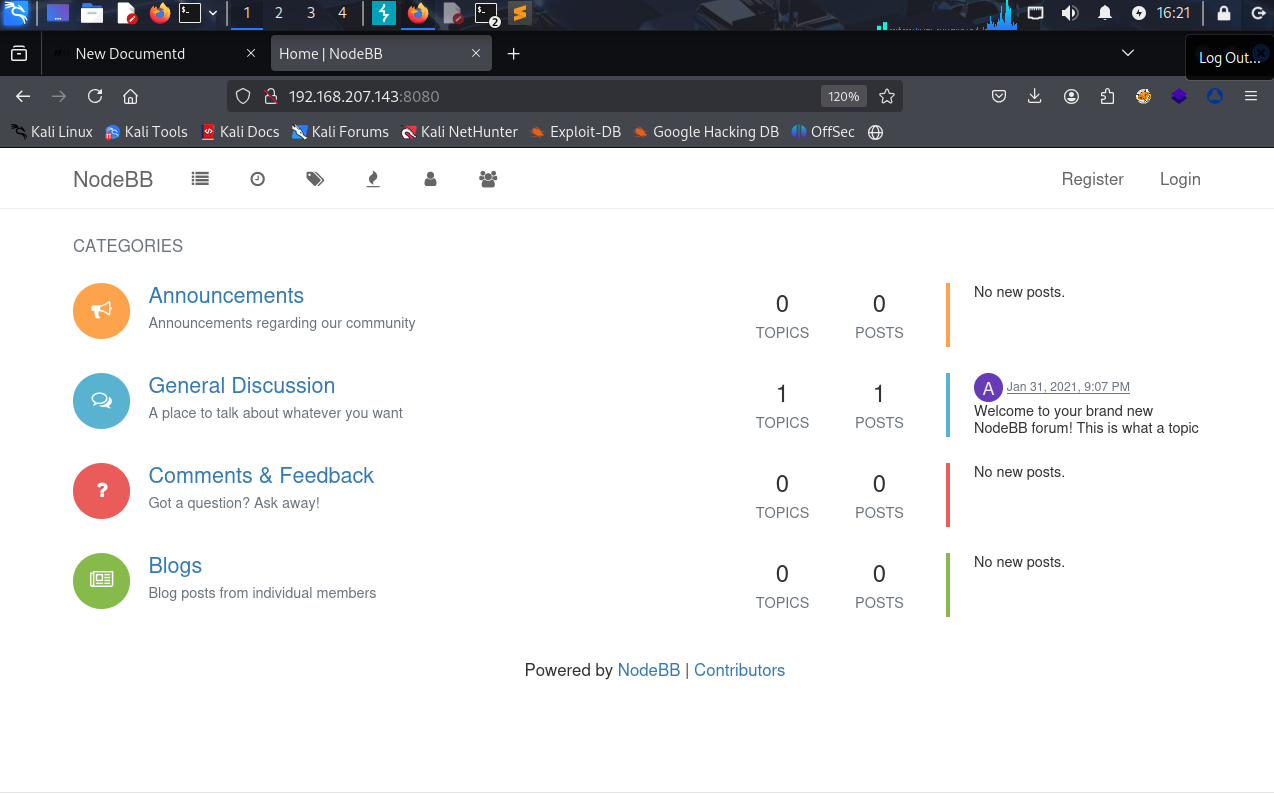 1 2 3 4 2 16:21
New Documentd Home | NodeBB Log Out...
192.168.207.143:8080 120%
Kali Linux Kali Tools Kali Docs Kali Forums Kali NetHunter Exploit-DB Google Hacking DB OffSec
NodeBB Register Login
CATEGORIES
Announcements
Announcements regarding our community
0 TOPICS
0 POSTS
No new posts.
General Discussion
A place to talk about whatever you want
1 TOPICS
1 POSTS
A Jan 31, 2021, 9:07 PM
Welcome to your brand new
NodeBB forum! This is what a topic
Comments & Feedback
Got a question? Ask away!
0 TOPICS
0 POSTS
No new posts.
Blogs
Blog posts from individual members
0 TOPICS
0 POSTS
No new posts.
Powered by NodeBB | Contributors